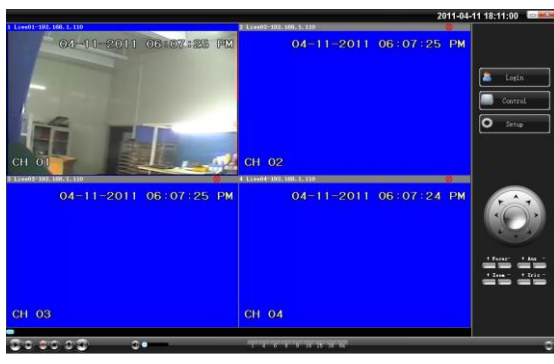 2011-04-11 18:11:00
1 Live01-192.168.1.110
2 Live02-192.168.1.110
04-11-2011 06:07:25 PM
04-11-2011 06:07:25 PM
Login
Control
Setup
CH 01
CH 02
3 Live03-192.168.1.110
4 Live04-192.168.1.110
04-11-2011 06:07:25 PM
04-11-2011 06:07:24 PM
+ Focus -
+ Zoom - + Iris -
CH 03
CH 04